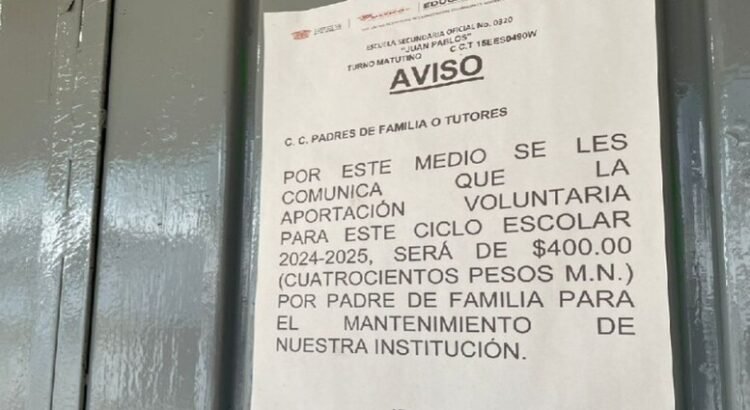 ESCUELA SECUNDARIA OFICIAL No. 0320
"JUAN PABLOS"
TURNO MATUTINO C.C.T 15EES0490W
AVISO
C. C. PADRES DE FAMILIA O TUTORES
POR ESTE MEDIO SE LES
COMUNICA QUE LA
APORTACIÓN VOLUNTARIA
PARA ESTE CICLO ESCOLAR
2024-2025, SERÁ DE $400.00
(CUATROCIENTOS PESOS M.N.)
POR PADRE DE FAMILIA PARA
EL MANTENIMIENTO DE
NUESTRA INSTITUCIÓN.